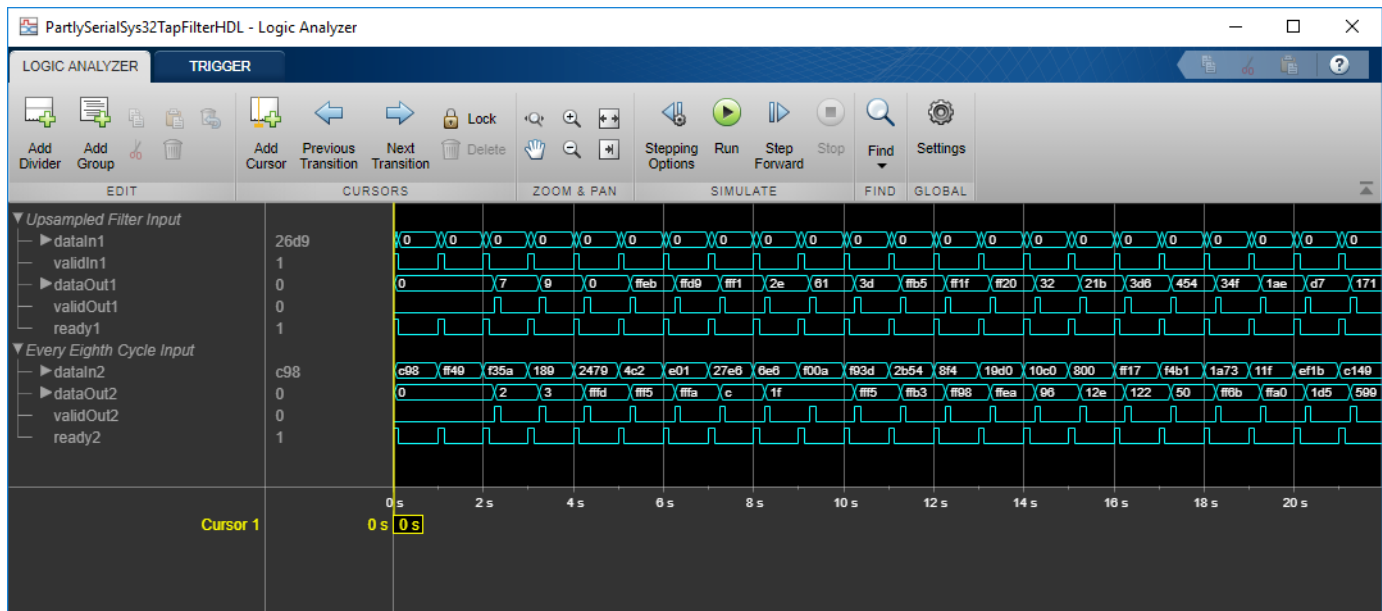 PartlySerialSys32TapFilterHDL - Logic Analyzer
LOGIC ANALYZER TRIGGER
Add Divider
Add Group
Add Cursor
Previous Transition
Next Transition
Lock
Delete
Stepping Options
Run
Step Forward
Stop
Find
Settings
EDIT CURSORS ZOOM & PAN SIMULATE FIND GLOBAL
Upsampled Filter Input
dataIn1 26d9 0 0 0 0 0 0 0 0 0 0 0 0 0 0 0 0 0 0 0 0 0 0
validIn1 1
dataOut1 0 0 7 9 0 ffeb ffd9 fff1 2e 61 3d ffb5 ff1f ff20 32 21b 3d6 454 34f 1ae d7 171
validOut1 0
ready1 1
Every Eighth Cycle Input
dataIn2 c98 c98 ff49 f35a 189 2479 4c2 e01 27e6 6e6 f00a f93d 2b54 8f4 19d0 10c0 800 ff17 f4b1 1a73 11f ef1b c149
dataOut2 0 0 2 3 fffd fff5 fffa c 1f fff5 ffb3 ff98 ffea 96 12e 122 50 ff6b ffa0 1d5 599
validOut2 0
ready2 1
0 s 2 s 4 s 6 s 8 s 10 s 12 s 14 s 16 s 18 s 20 s
Cursor 1 0 s 0 s